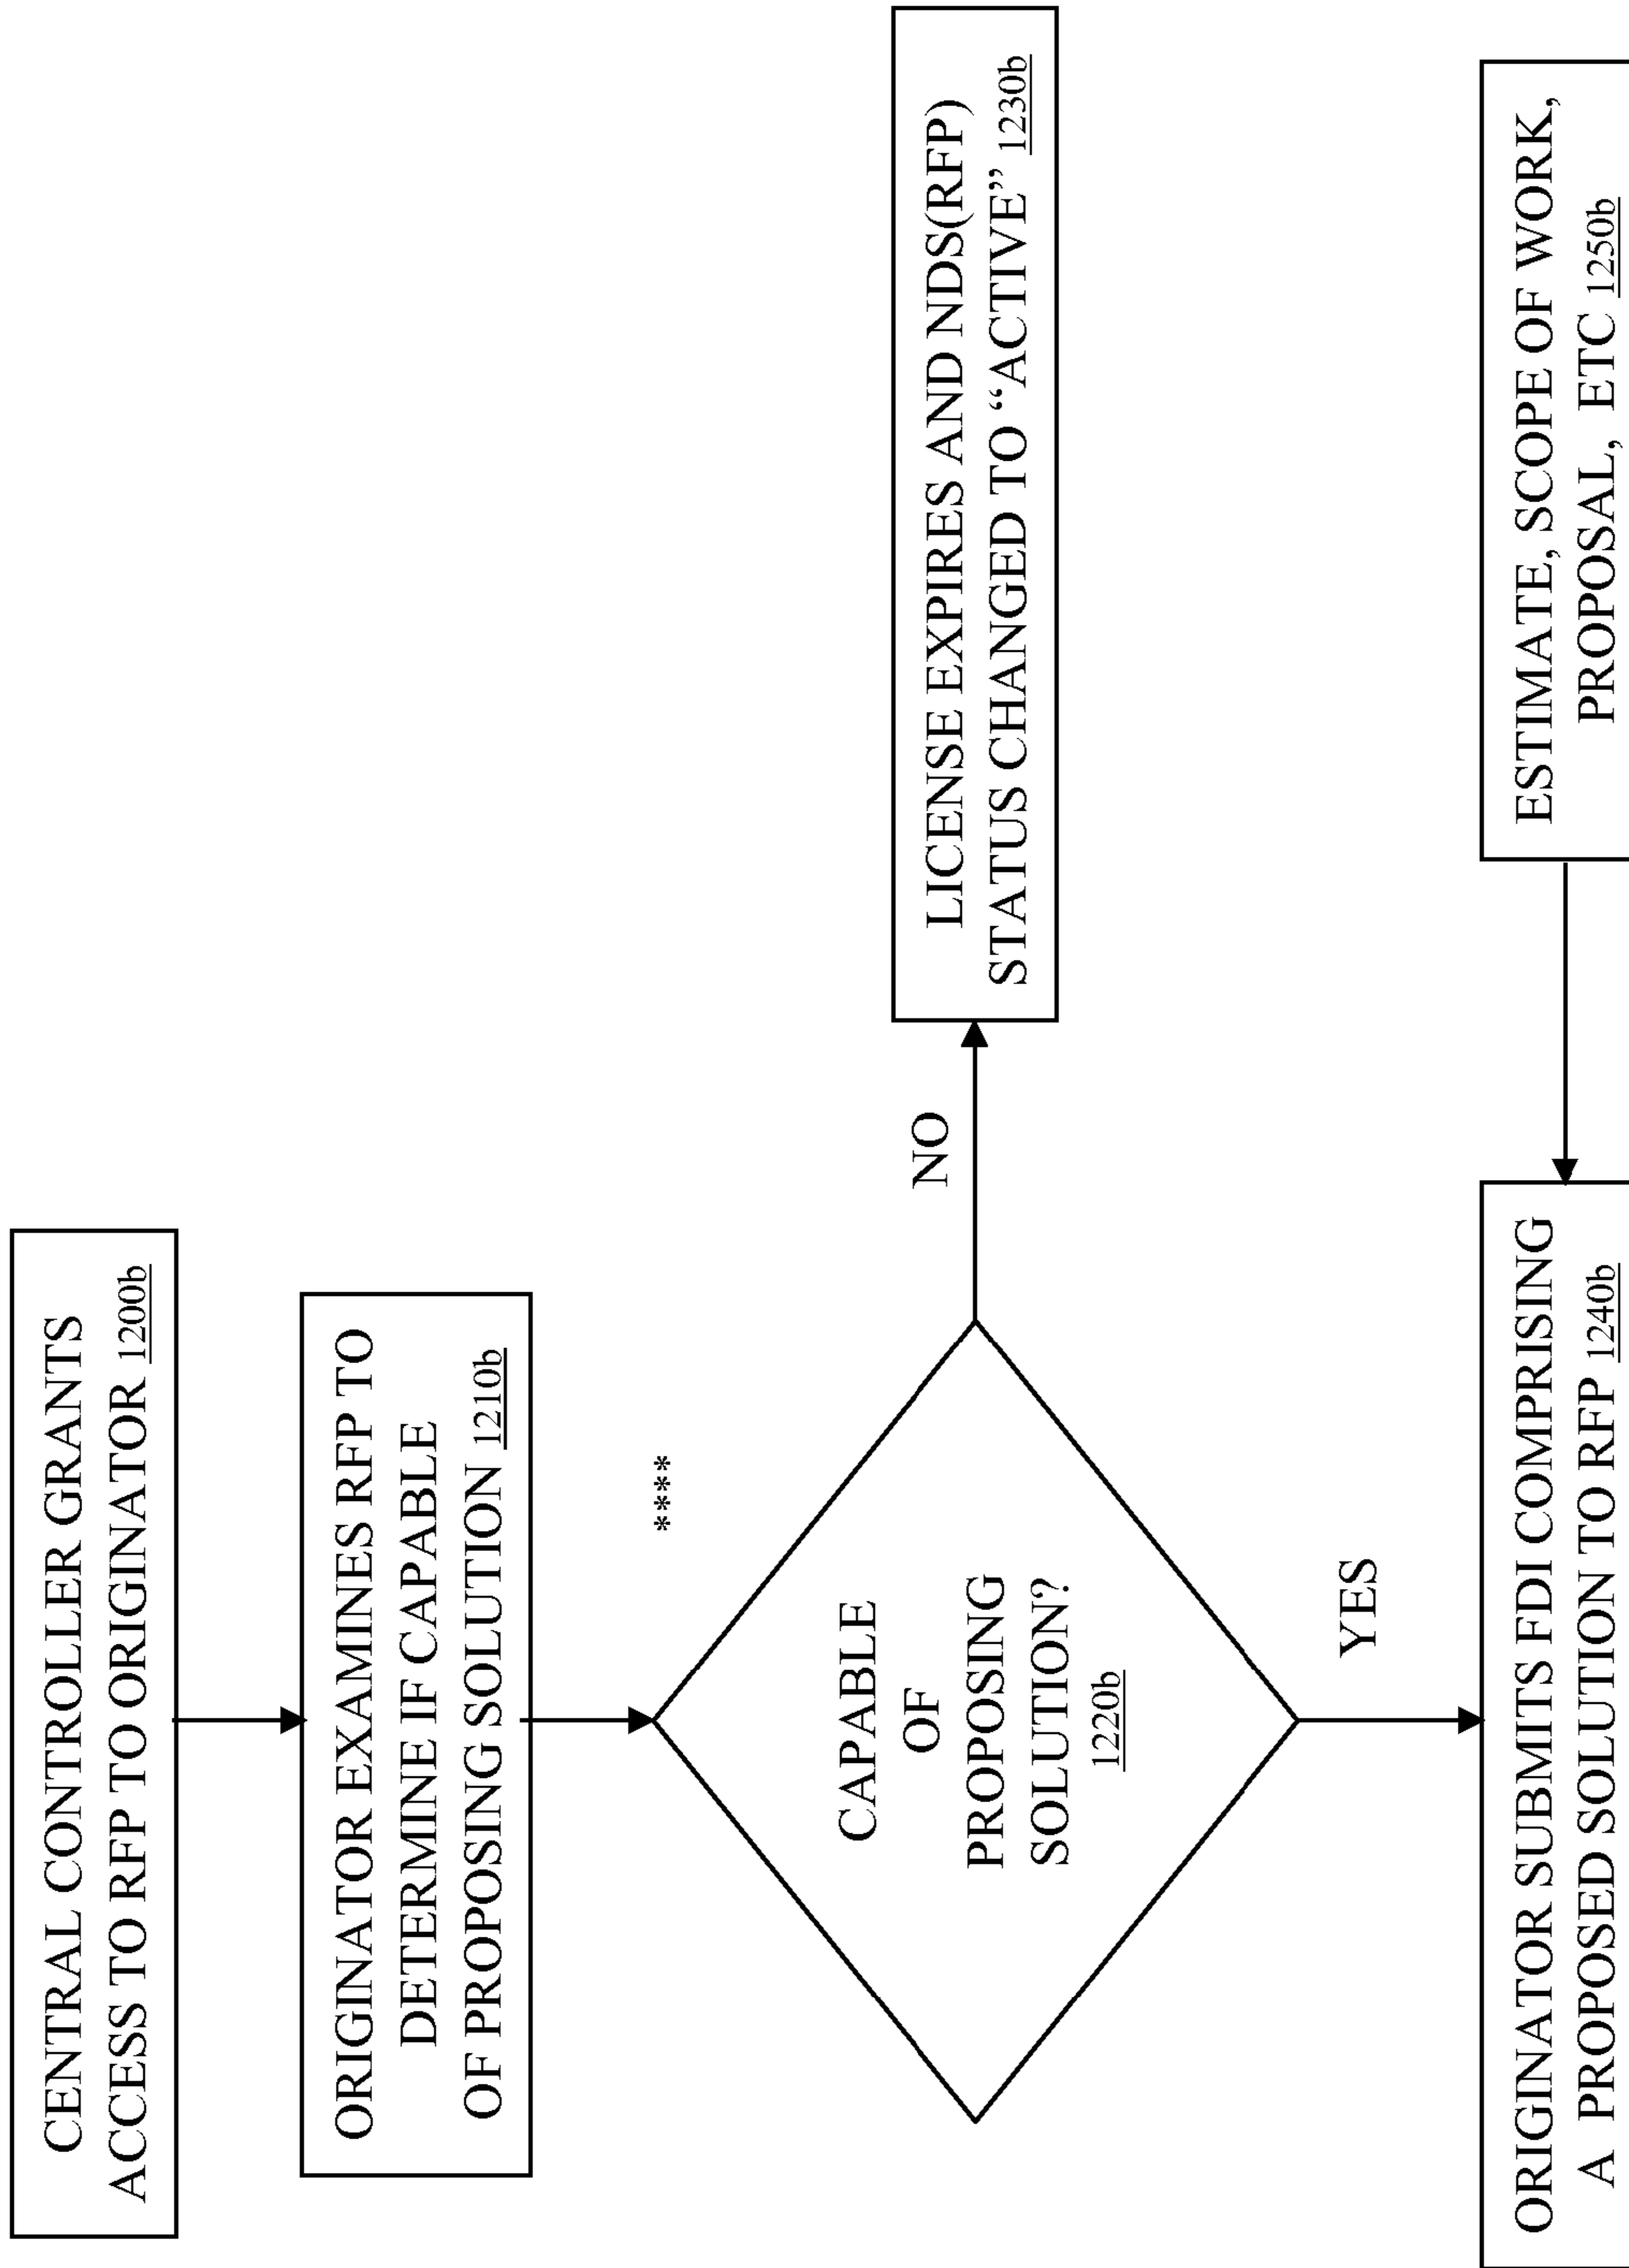 CENTRAL CONTROLLER GRANTS
ACCESS TO RFP TO ORIGINATOR 1200b
ORIGINATOR EXAMINES RFP TO
DETERMINE IF CAPABLE
OF PROPOSING SOLUTION 1210b
****
CAPABLE
OF
PROPOSING
SOLUTION?
1220b
NO
LICENSE EXPIRES AND NDS(RFP)
STATUS CHANGED TO “ACTIVE” 1230b
YES
ORIGINATOR SUBMITS FDI COMPRISING
A PROPOSED SOLUTION TO RFP 1240b
ESTIMATE, SCOPE OF WORK,
PROPOSAL, ETC 1250b